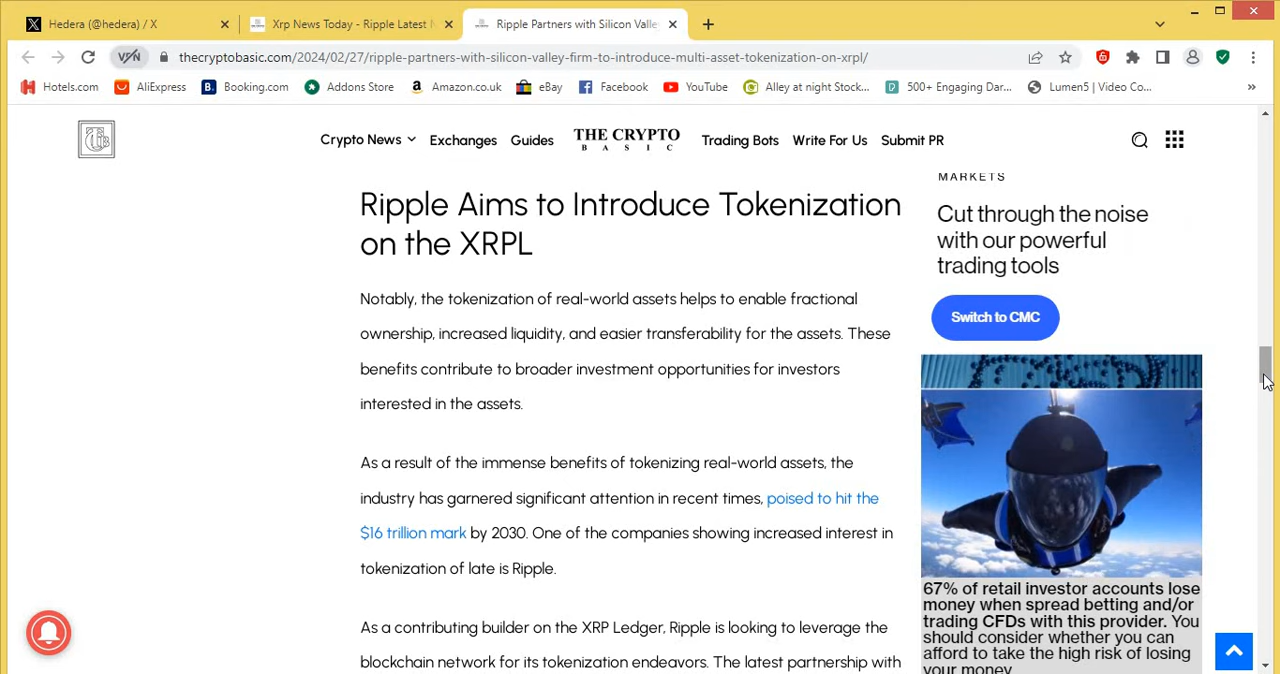 Hedera (@hedera) / X
Xrp News Today - Ripple Latest N
Ripple Partners with Silicon Valle
VPN
thecryptobasic.com/2024/02/27/ripple-partners-with-silicon-valley-firm-to-introduce-multi-asset-tokenization-on-xrpl/
Hotels.com
AliExpress
Booking.com
Addons Store
Amazon.co.uk
eBay
Facebook
YouTube
Alley at night Stock...
500+ Engaging Dar...
Lumen5 | Video Co...
Crypto News
Exchanges
Guides
THE CRYPTO
BASIC
Trading Bots
Write For Us
Submit PR
Ripple Aims to Introduce Tokenization
on the XRPL
Notably, the tokenization of real-world assets helps to enable fractional
ownership, increased liquidity, and easier transferability for the assets. These
benefits contribute to broader investment opportunities for investors
interested in the assets.
As a result of the immense benefits of tokenizing real-world assets, the
industry has garnered significant attention in recent times, poised to hit the
$16 trillion mark by 2030. One of the companies showing increased interest in
tokenization of late is Ripple.
As a contributing builder on the XRP Ledger, Ripple is looking to leverage the
blockchain network for its tokenization endeavors. The latest partnership with
MARKETS
Cut through the noise
with our powerful
trading tools
Switch to CMC
67% of retail investor accounts lose
money when spread betting and/or
trading CFDs with this provider. You
should consider whether you can
afford to take the high risk of losing
your money